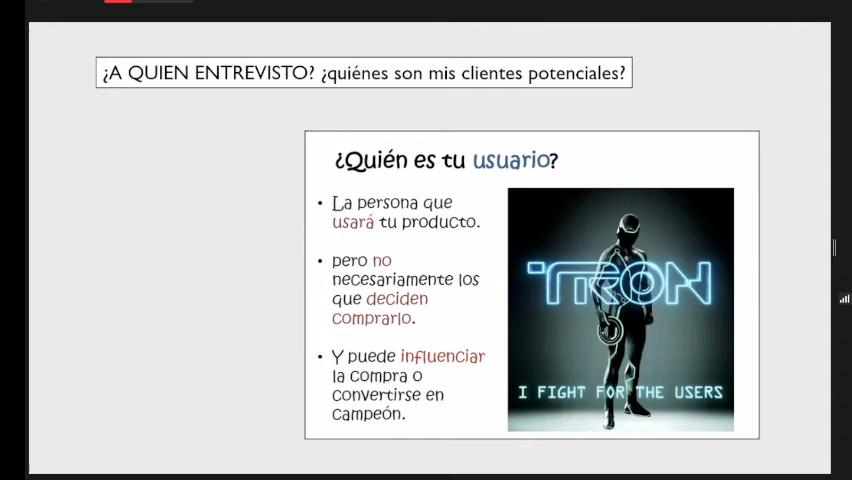 ¿A QUIEN ENTREVISTO? ¿quiénes son mis clientes potenciales?
¿Quién es tu usuario?
• La persona que
usará tu producto.
• pero no
necesariamente los
que deciden
comprarlo.
• Y puede influenciar
la compra o
convertirse en
campeón.
TRON
I FIGHT FOR THE USERS